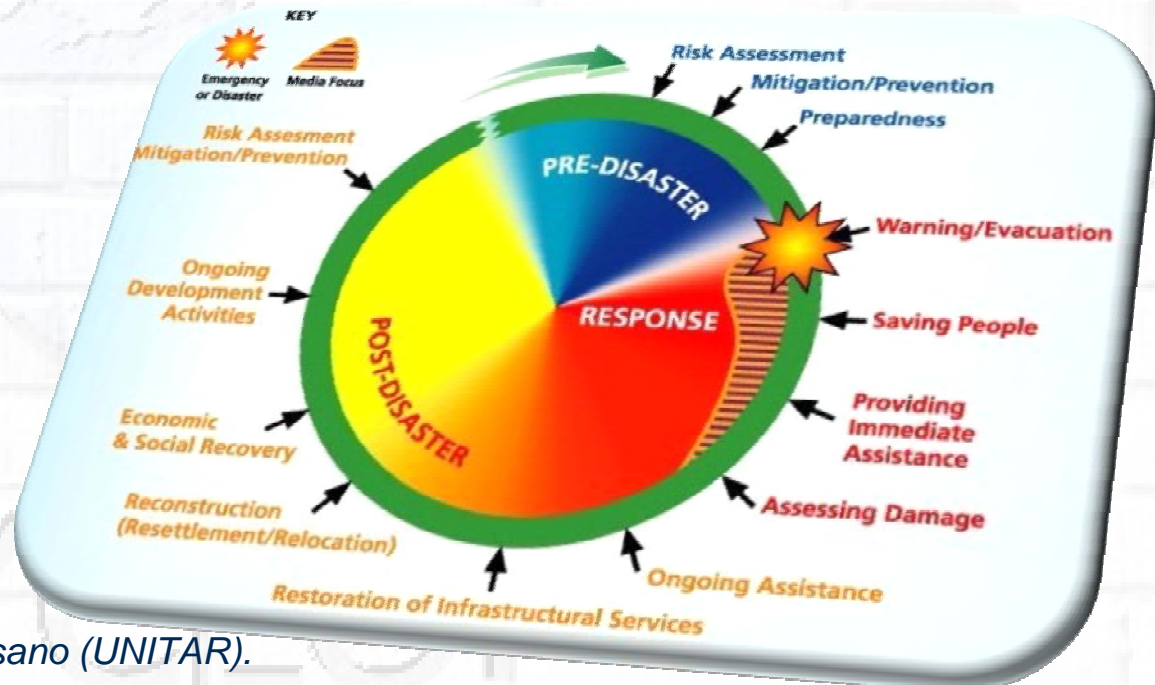 KEY
Emergency
or Disaster
Media Focus
Risk Assessment
Mitigation/Prevention
Preparedness
Warning/Evacuation
Saving People
Providing
Immediate
Assistance
Assessing Damage
Ongoing Assistance
Restoration of Infrastructural Services
Reconstruction
(Resettlement/Relocation)
Economic
& Social Recovery
Ongoing
Development
Activities
Risk Assesment
Mitigation/Prevention
PRE-DISASTER
RESPONSE
POST-DISASTER
sano (UNITAR).